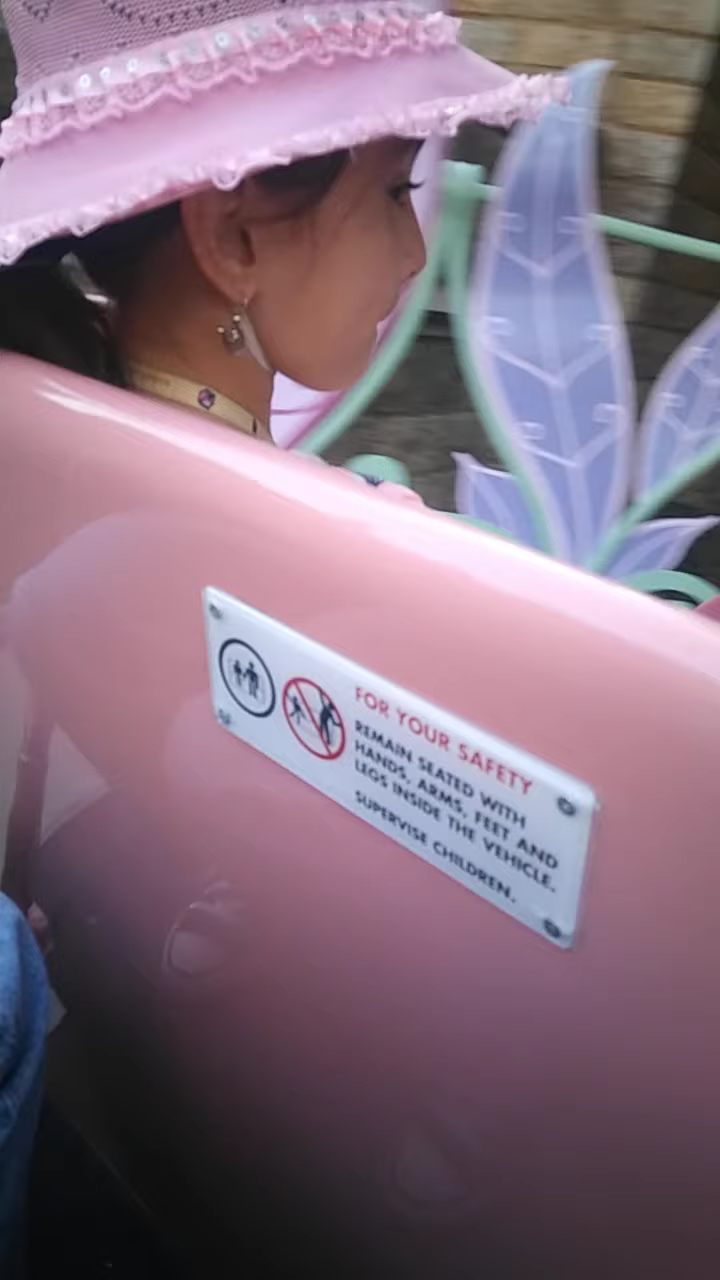 FOR YOUR SAFETY
REMAIN SEATED WITH
HANDS, ARMS, FEET AND
LEGS INSIDE THE VEHICLE.
SUPERVISE CHILDREN.